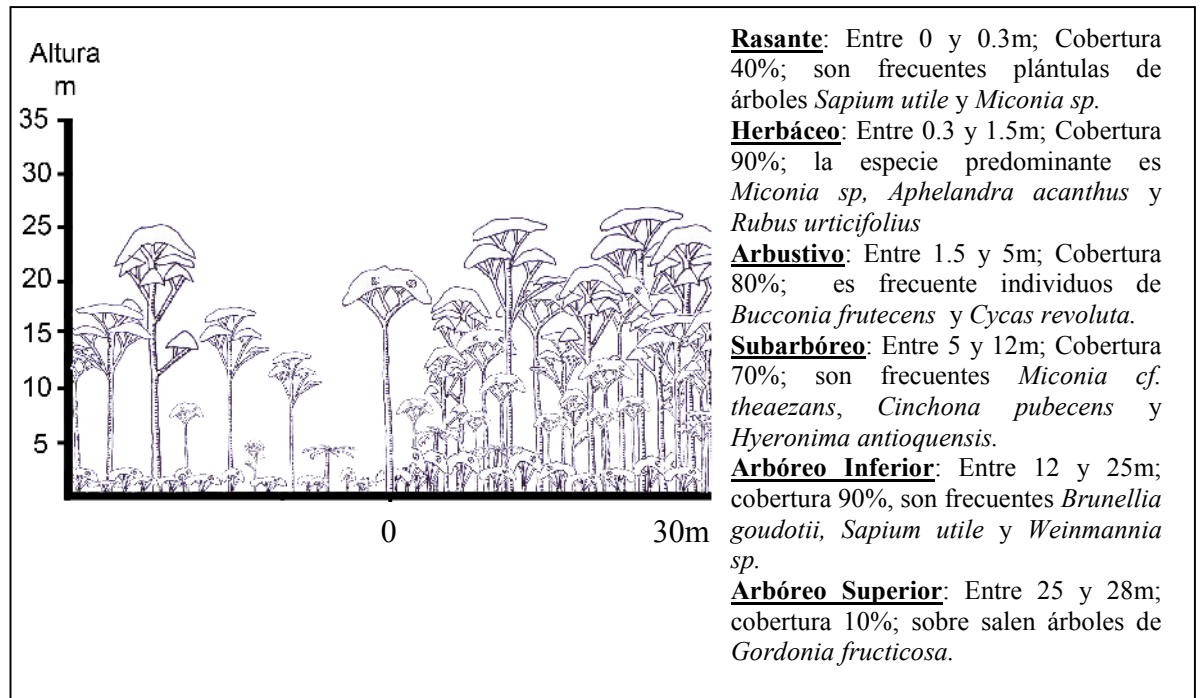 Altura
m
35
30
25
20
15
10
5
0
30m
Rasante: Entre 0 y 0.3m; Cobertura
40%; son frecuentes plántulas de
árboles Sapium utile y Miconia sp.
Herbáceo: Entre 0.3 y 1.5m; Cobertura
90%; la especie predominante es
Miconia sp, Aphelandra acanthus y
Rubus urticifolius
Arbustivo: Entre 1.5 y 5m; Cobertura
80%; es frecuente individuos de
Bucconia frutecens y Cycas revoluta.
Subarbóreo: Entre 5 y 12m; Cobertura
70%; son frecuentes Miconia cf.
theaezans, Cinchona pubecens y
Hyeronima antioquensis.
Arbóreo Inferior: Entre 12 y 25m;
cobertura 90%, son frecuentes Brunellia
goudotii, Sapium utile y Weinmannia
sp.
Arbóreo Superior: Entre 25 y 28m;
cobertura 10%; sobre salen árboles de
Gordonia fructicosa.